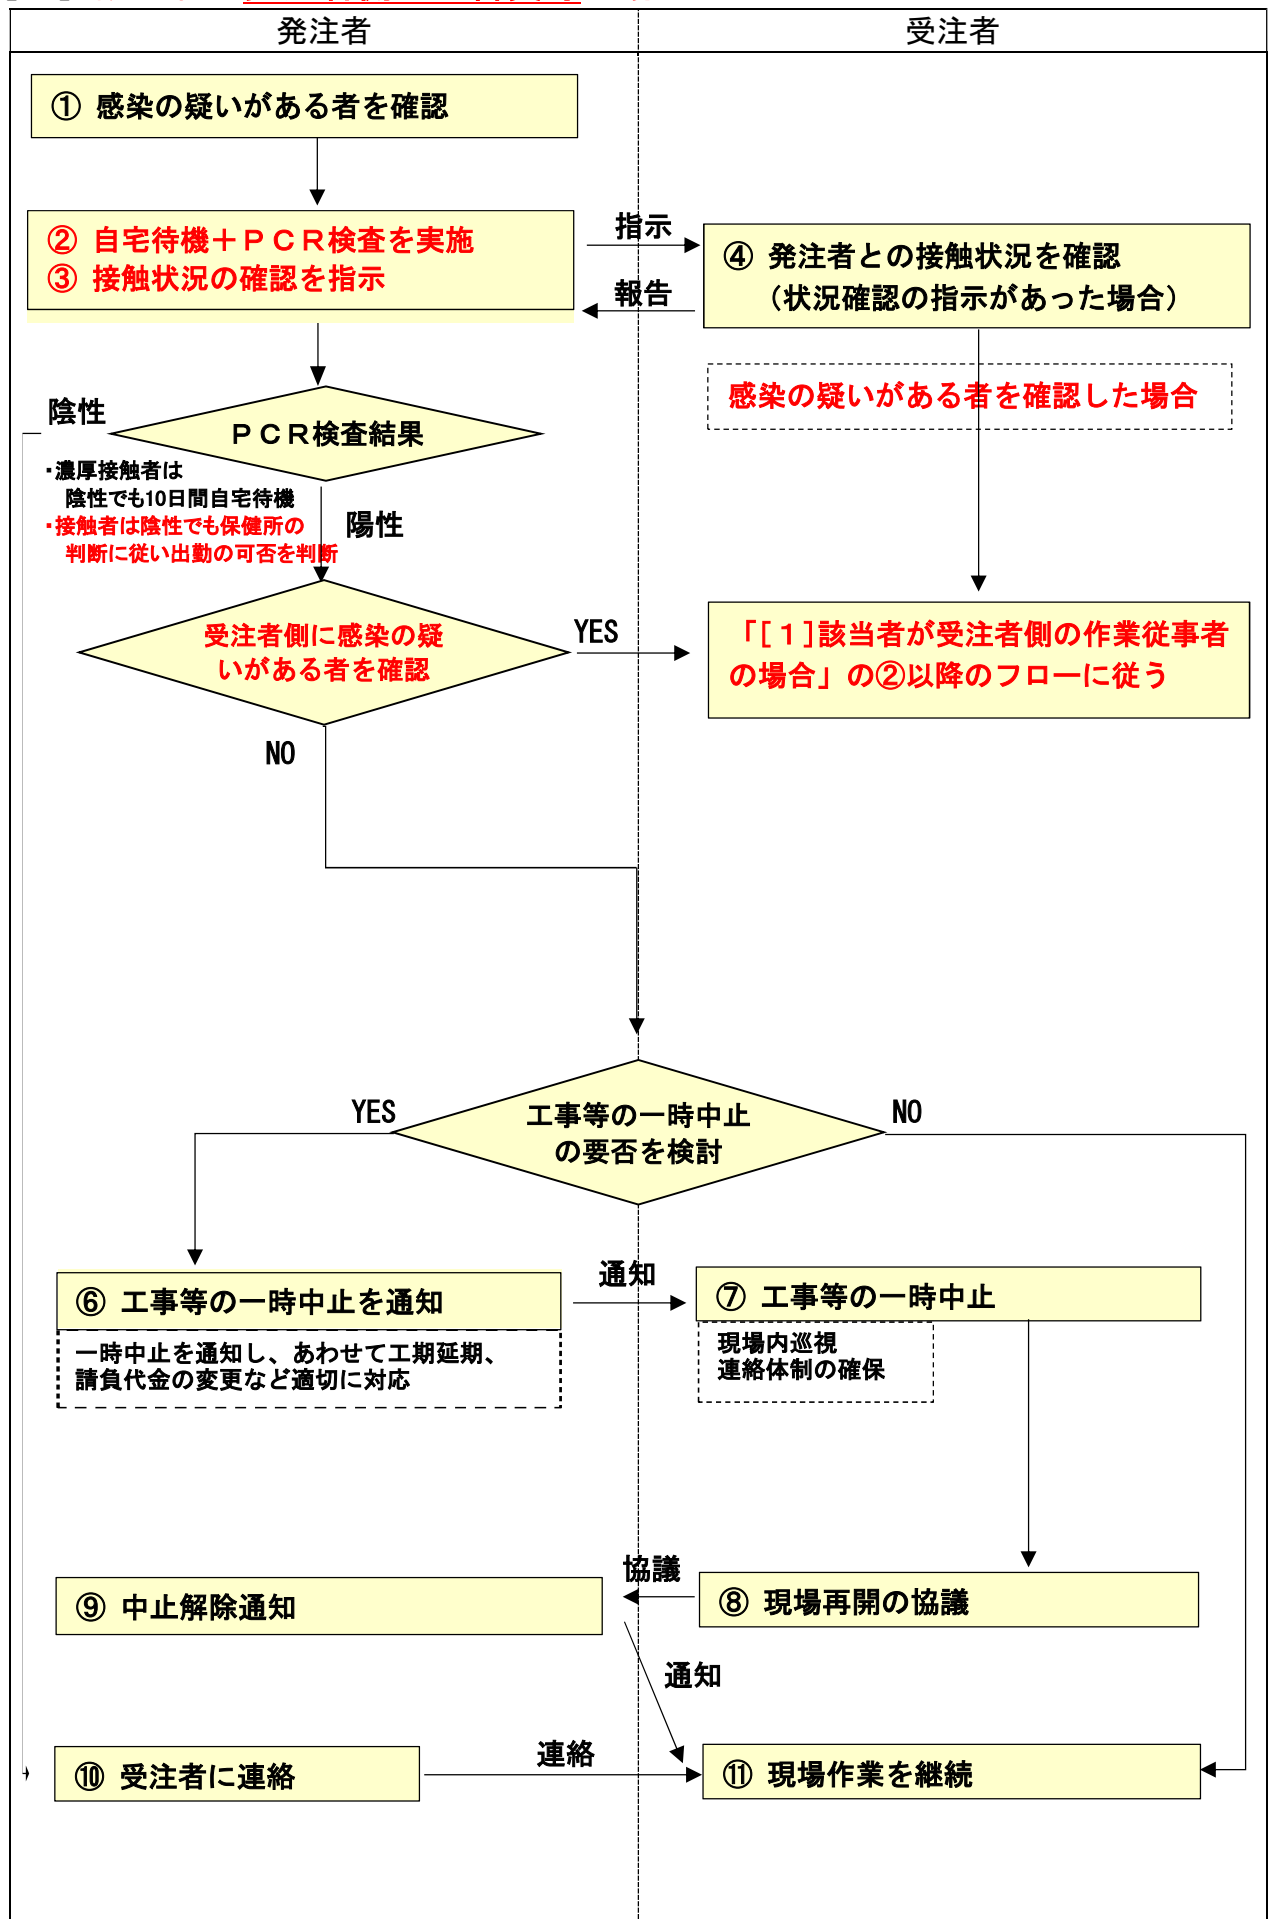 発注者
受注者
① 感染の疑いがある者を確認
② 自宅待機＋ＰＣＲ検査を実施
③ 接触状況の確認を指示
指示
報告
④ 発注者との接触状況を確認
（状況確認の指示があった場合）
感染の疑いがある者を確認した場合
陰性
ＰＣＲ検査結果
・濃厚接触者は
陰性でも10日間自宅待機
・接触者は陰性でも保健所の
判断に従い出勤の可否を判断
陽性
受注者側に感染の疑
いがある者を確認
YES
「[１]該当者が受注者側の作業従事者
の場合」の②以降のフローに従う
NO
YES
工事等の一時中止
の要否を検討
NO
⑥ 工事等の一時中止を通知
一時中止を通知し、あわせて工期延期、
請負代金の変更など適切に対応
通知
⑦ 工事等の一時中止
現場内巡視
連絡体制の確保
協議
⑨ 中止解除通知
⑧ 現場再開の協議
通知
⑩ 受注者に連絡
連絡
⑪ 現場作業を継続